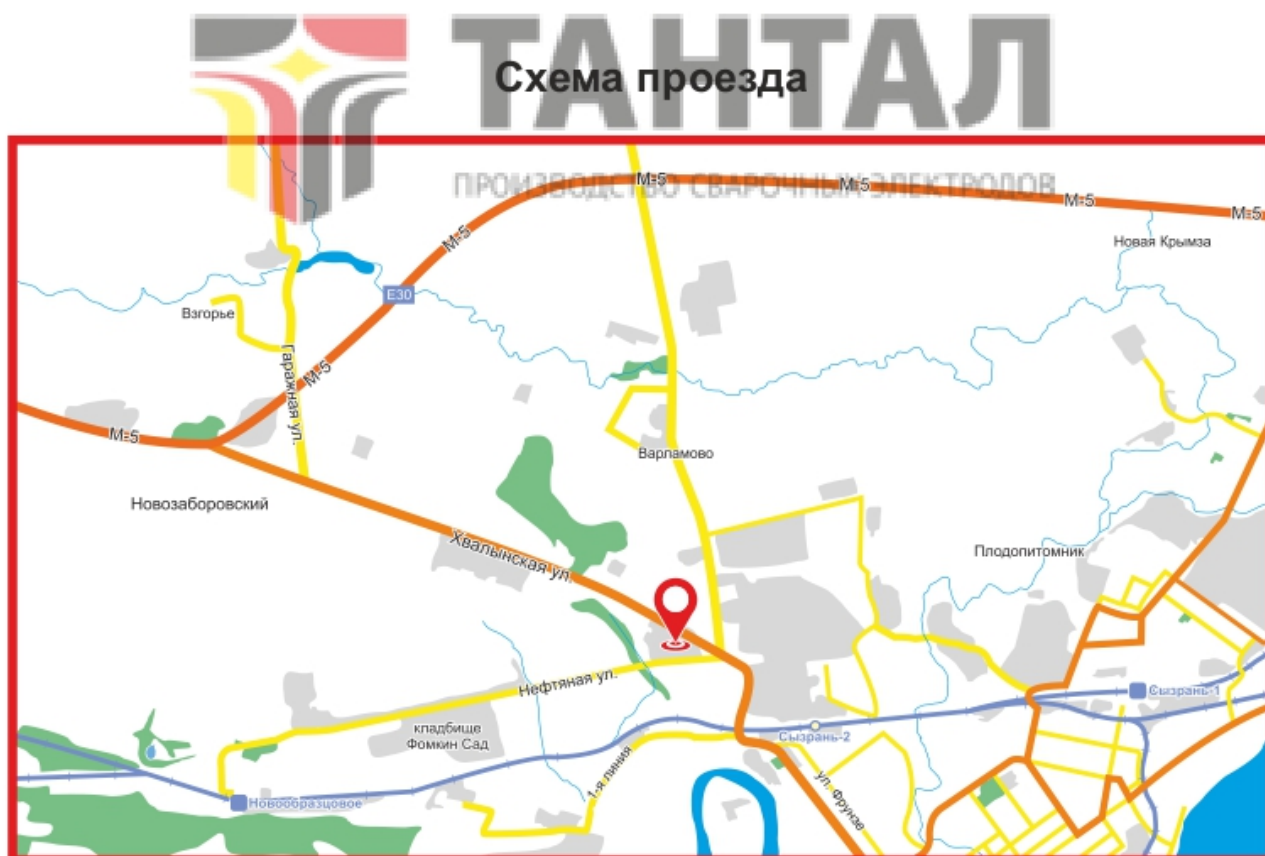 ТАНТАЛ
Схема проезда
ПРОИЗВОДСТВО СВАРОЧНЫХ ЭЛЕКТРОДОВ
М-5
М-5
М-5
М-5
М-5
Новая Крымза
Е30
Взгорье
Гаражная ул.
М-5
М-5
Варламово
Новозаборовский
Хвалынская ул.
Плодопитомник
Нефтяная ул.
Сызрань-1
кладбище
Фомкин Сад
Сызрань-2
1-я линия
ул. Фрунзе
Новообразцовое